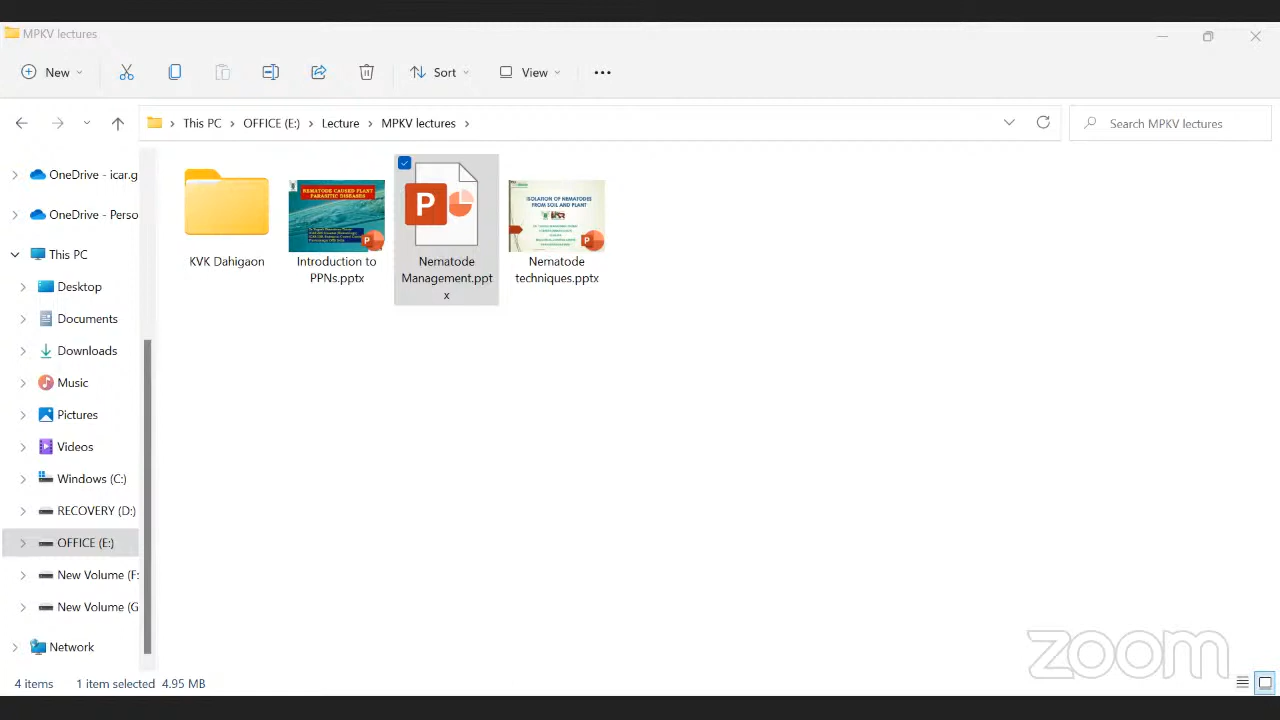 MPKV lectures
New
Sort
View
This PC
OFFICE (E:)
Lecture
MPKV lectures
Search MPKV lectures
OneDrive - icar.g
OneDrive - Perso
This PC
Desktop
Documents
Downloads
Music
Pictures
Videos
Windows (C:)
RECOVERY (D:)
OFFICE (E:)
New Volume (F:
New Volume (G
Network
KVK Dahigaon
NEMATODE CAUSED PLANT
PARASITIC DISEASES
P
Introduction to
PPNs.pptx
P
Nematode
Management.ppt
x
ISOLATION OF NEMATODES
FROM SOIL AND PLANT
P
Nematode
techniques.pptx
4 items
1 item selected
4.95 MB
zoom